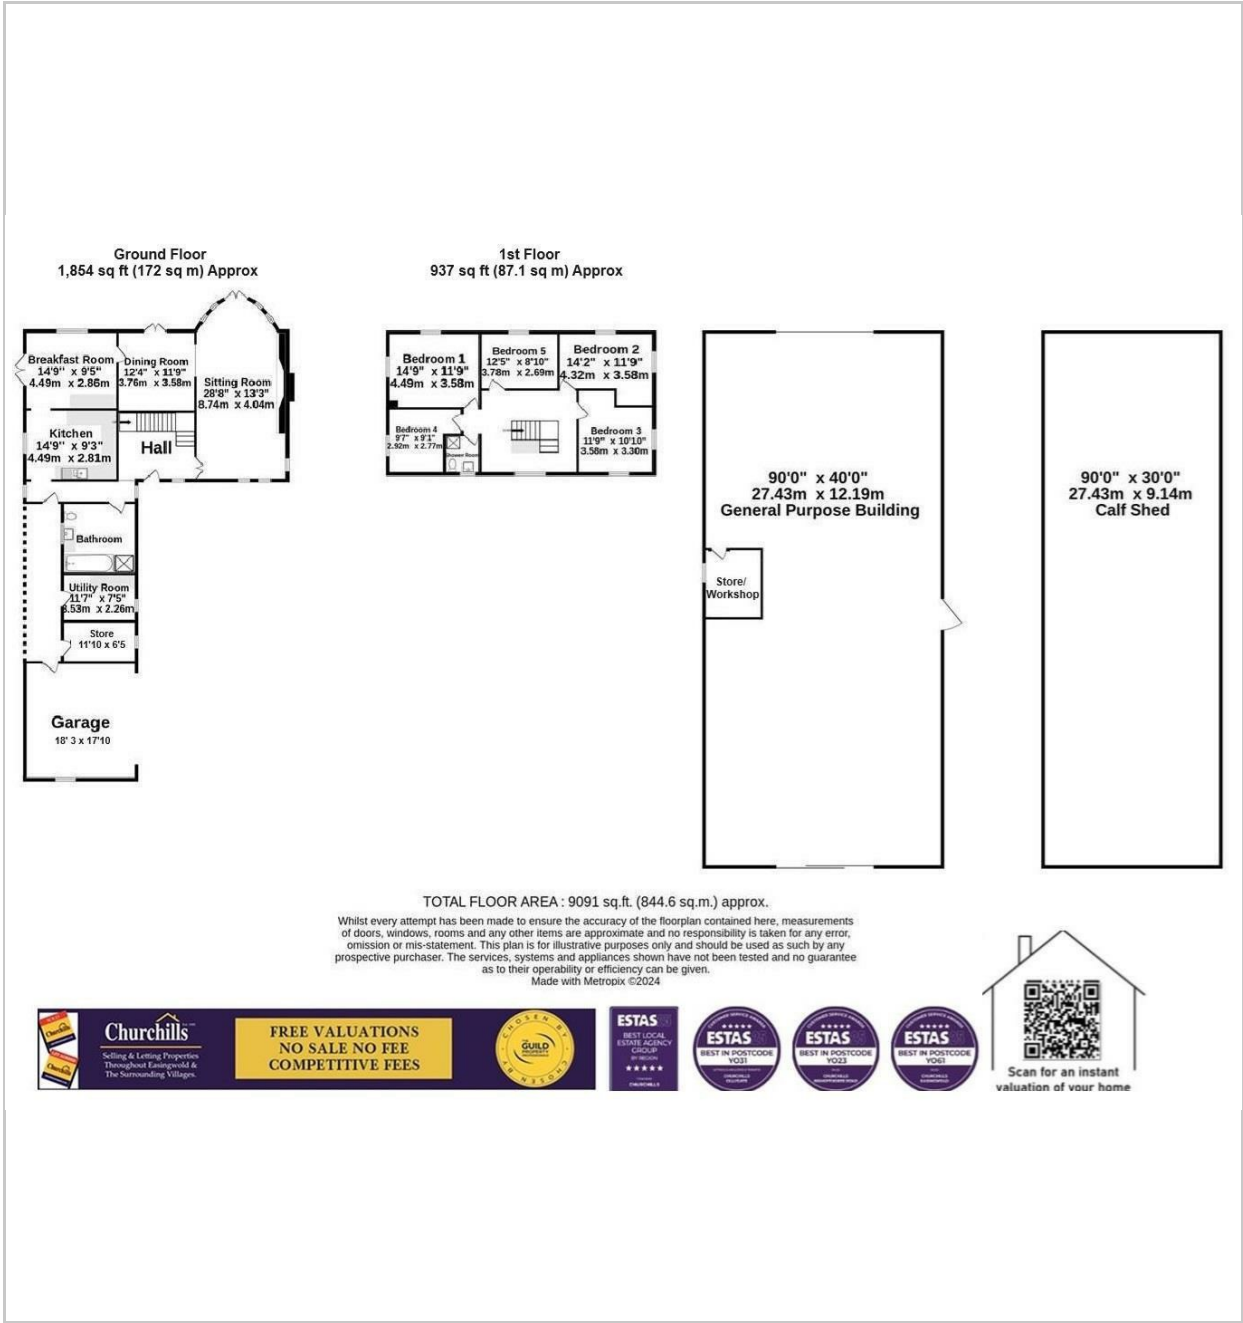 Ground Floor
1,854 sq ft (172 sq m) Approx
Breakfast Room
14'9" x 9'5"
4.49m x 2.86m
Dining Room
12'4" x 11'9"
3.76m x 3.58m
Sitting Room
28'8" x 13'3"
8.74m x 4.04m
Kitchen
14'9" x 9'3"
4.49m x 2.81m
Hall
Bathroom
Utility Room
11'7" x 7'5"
3.53m x 2.26m
Store
11'10 x 6'5
Garage
18' 3 x 17'10
1st Floor
937 sq ft (87.1 sq m) Approx
Bedroom 1
14'9" x 11'9"
4.49m x 3.58m
Bedroom 5
12'5" x 8'10"
3.78m x 2.69m
Bedroom 2
14'2" x 11'9"
4.32m x 3.58m
Bedroom 4
9'7" x 9'1"
2.92m x 2.77m
Shower Room
Bedroom 3
11'9" x 10'10"
3.58m x 3.30m
90'0" x 40'0"
27.43m x 12.19m
General Purpose Building
Store/
Workshop
90'0" x 30'0"
27.43m x 9.14m
Calf Shed
TOTAL FLOOR AREA : 9091 sq.ft. (844.6 sq.m.) approx.
Whilst every attempt has been made to ensure the accuracy of the floorplan contained here, measurements
of doors, windows, rooms and any other items are approximate and no responsibility is taken for any error,
omission or mis-statement. This plan is for illustrative purposes only and should be used as such by any
prospective purchaser. The services, systems and appliances shown have not been tested and no guarantee
as to their operability or efficiency can be given.
Made with Metropix ©2024
Churchills
Selling & Letting Properties
Throughout Easingwold &
The Surrounding Villages.
FREE VALUATIONS
NO SALE NO FEE
COMPETITIVE FEES
CHOSEN BY
THE
GUILD
PROPERTY
CHOSEN BY
ESTAS
BEST LOCAL
ESTATE AGENCY
GROUP
BY REGION
CHURCHILLS
ESTAS
BEST IN POSTCODE
YO31
CHURCHILLS
ESTAS
BEST IN POSTCODE
YO23
CHURCHILLS
ESTAS
BEST IN POSTCODE
YO61
CHURCHILLS
Scan for an instant
valuation of your home